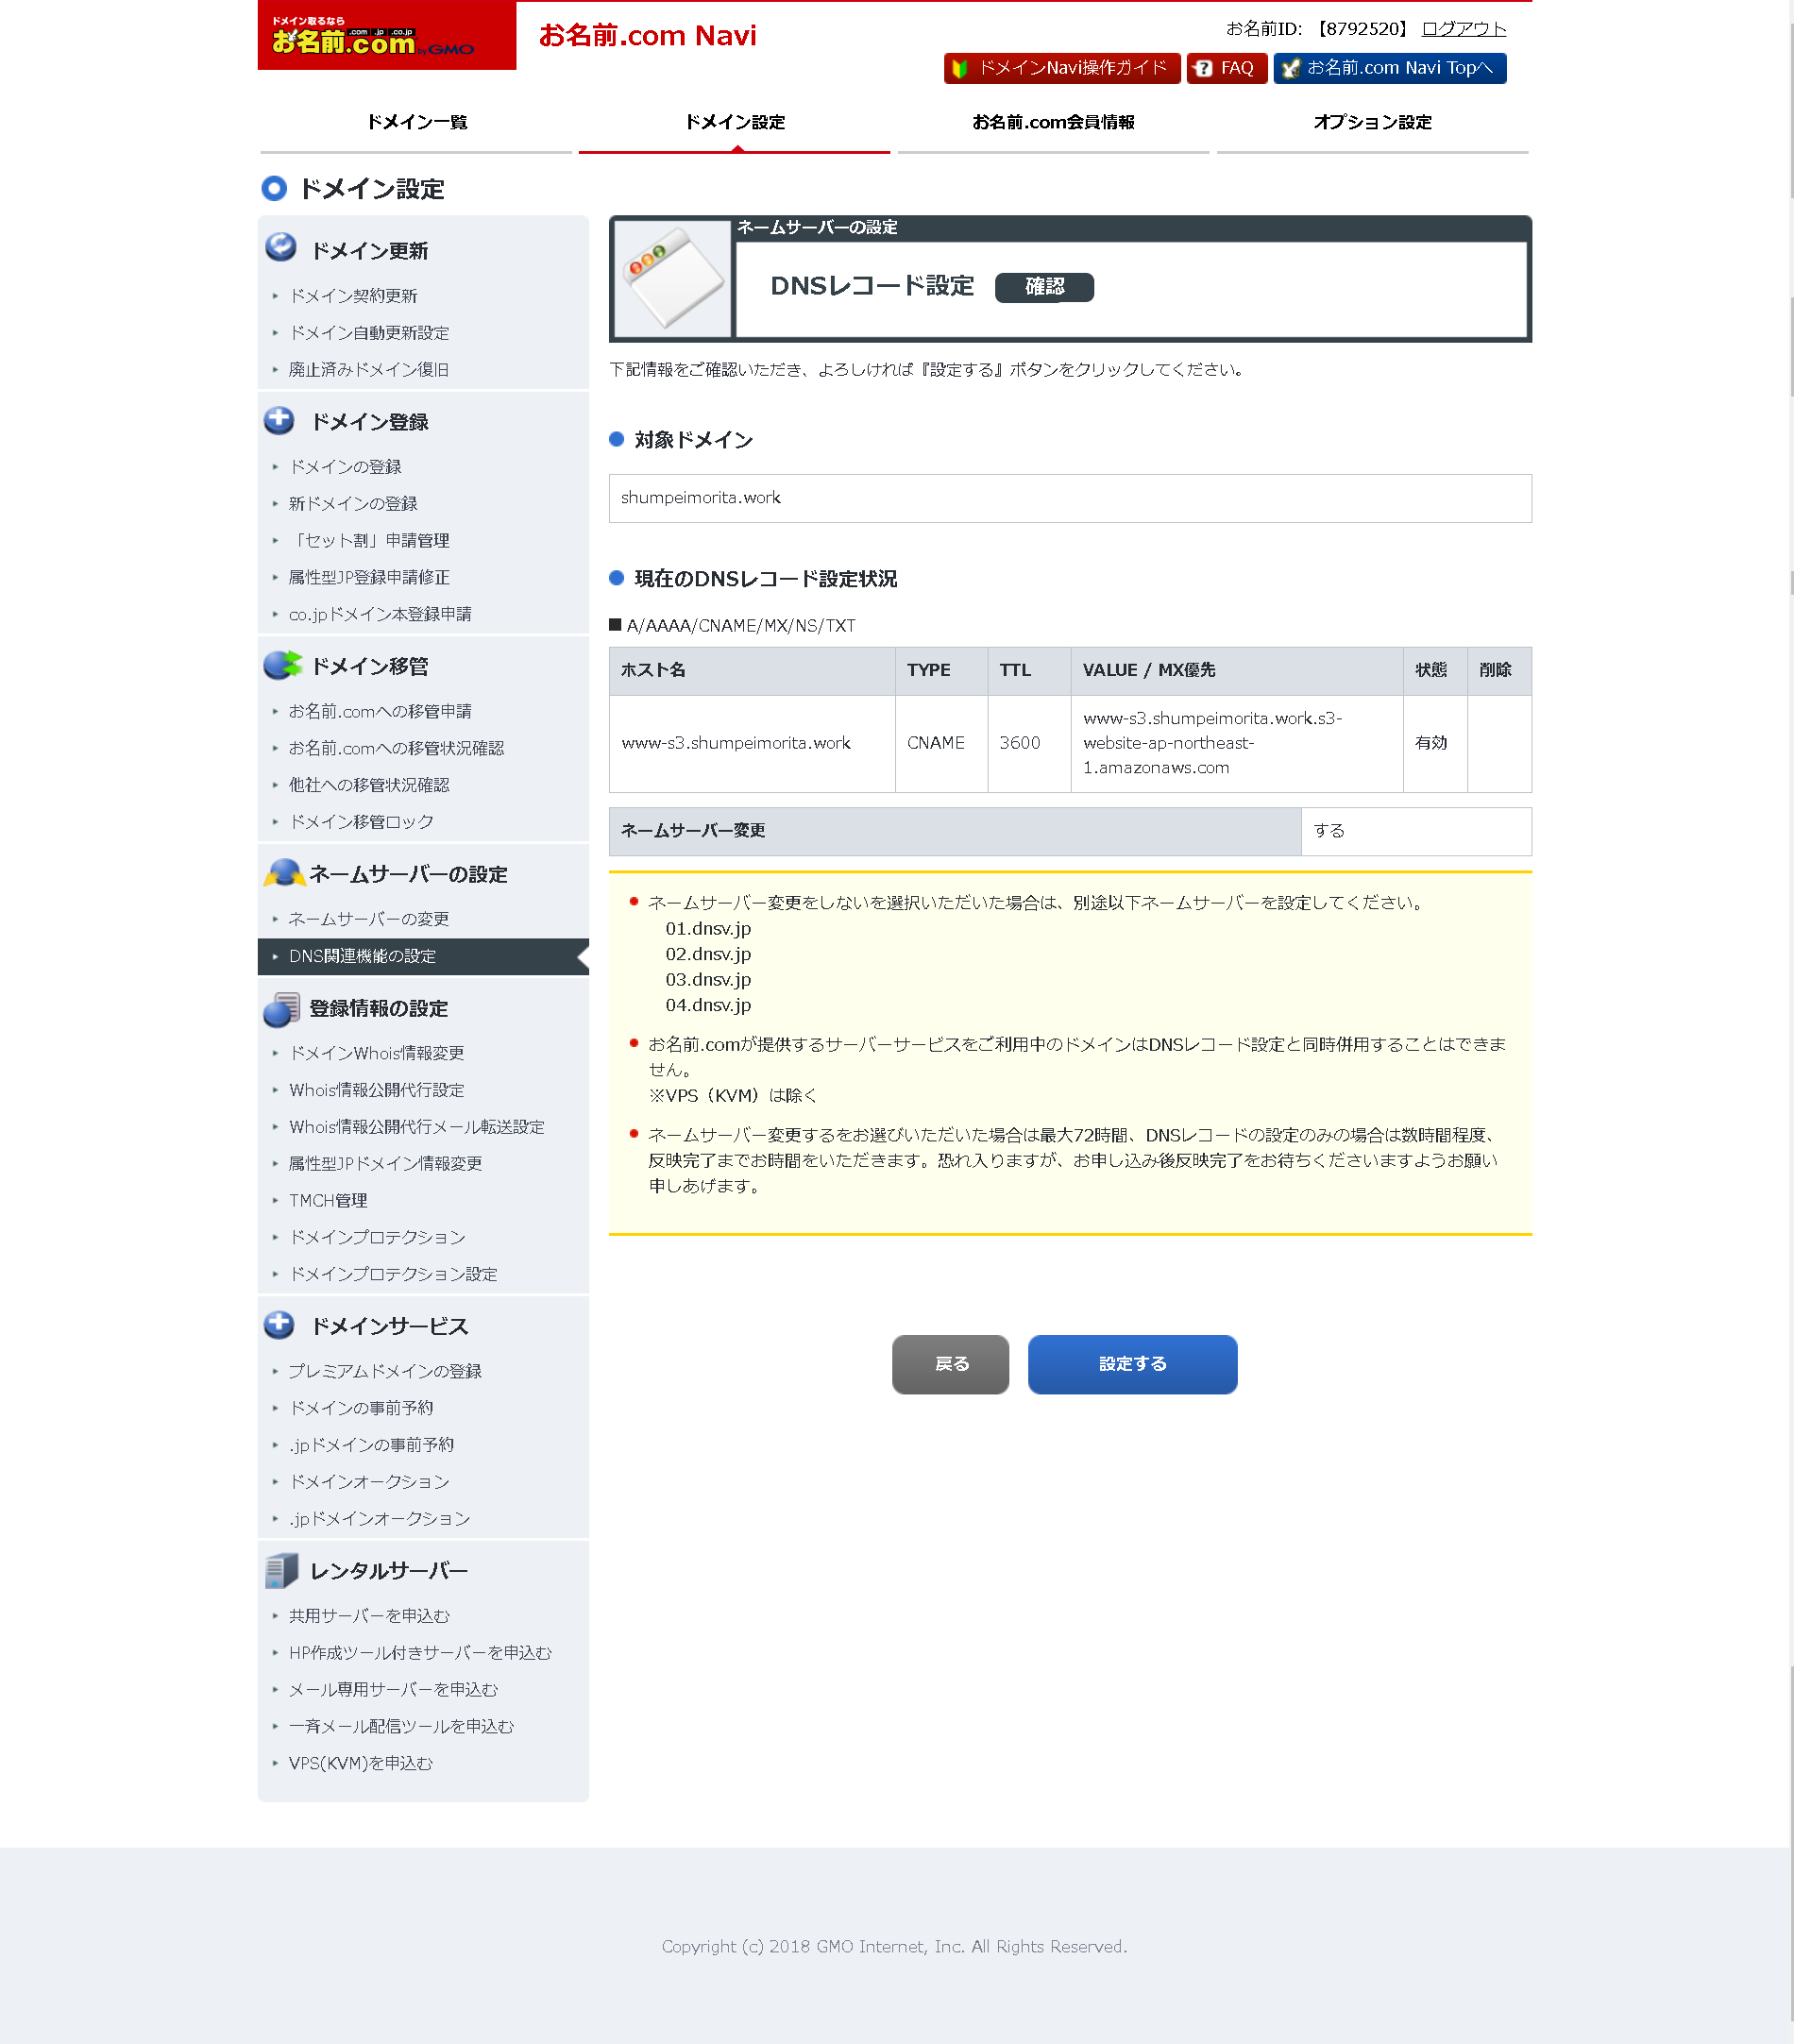 ドメイン取るなら
お名前.com by GMO
.com .jp .co.jp
お名前.com Navi
お名前ID: 【8792520】 ログアウト
ドメインNavi操作ガイド FAQ お名前.com Navi Topへ
ドメイン一覧 ドメイン設定 お名前.com会員情報 オプション設定
ドメイン設定
ドメイン更新
ドメイン契約更新
ドメイン自動更新設定
廃止済みドメイン復旧
ドメイン登録
ドメインの登録
新ドメインの登録
「セット割」申請管理
属性型JP登録申請修正
co.jpドメイン本登録申請
ドメイン移管
お名前.comへの移管申請
お名前.comへの移管状況確認
他社への移管状況確認
ドメイン移管ロック
ネームサーバーの設定
ネームサーバーの変更
DNS関連機能の設定
登録情報の設定
ドメインWhois情報変更
Whois情報公開代行設定
Whois情報公開代行メール転送設定
属性型JPドメイン情報変更
TMCH管理
ドメインプロテクション
ドメインプロテクション設定
ドメインサービス
プレミアムドメインの登録
ドメインの事前予約
.jpドメインの事前予約
ドメインオークション
.jpドメインオークション
レンタルサーバー
共用サーバーを申込む
HP作成ツール付きサーバーを申込む
メール専用サーバーを申込む
一斉メール配信ツールを申込む
VPS(KVM)を申込む
ネームサーバーの設定
DNSレコード設定 確認
下記情報をご確認いただき、よろしければ『設定する』ボタンをクリックしてください。
対象ドメイン
shumpeimorita.work
現在のDNSレコード設定状況
■ A/AAAA/CNAME/MX/NS/TXT
ホスト名 TYPE TTL VALUE / MX優先 状態 削除
www-s3.shumpeimorita.work CNAME 3600 www-s3.shumpeimorita.work.s3-
website-ap-northeast-
1.amazonaws.com 有効
ネームサーバー変更 する
ネームサーバー変更をしないを選択いただいた場合は、別途以下ネームサーバーを設定してください。
01.dnsv.jp
02.dnsv.jp
03.dnsv.jp
04.dnsv.jp
お名前.comが提供するサーバーサービスをご利用中のドメインはDNSレコード設定と同時併用することはできま
せん。
※VPS（KVM）は除く
ネームサーバー変更するをお選びいただいた場合は最大72時間、DNSレコードの設定のみの場合は数時間程度、
反映完了までお時間をいただきます。恐れ入りますが、お申し込み後反映完了をお待ちくださいますようお願い
申しあげます。
戻る 設定する
Copyright (c) 2018 GMO Internet, Inc. All Rights Reserved.